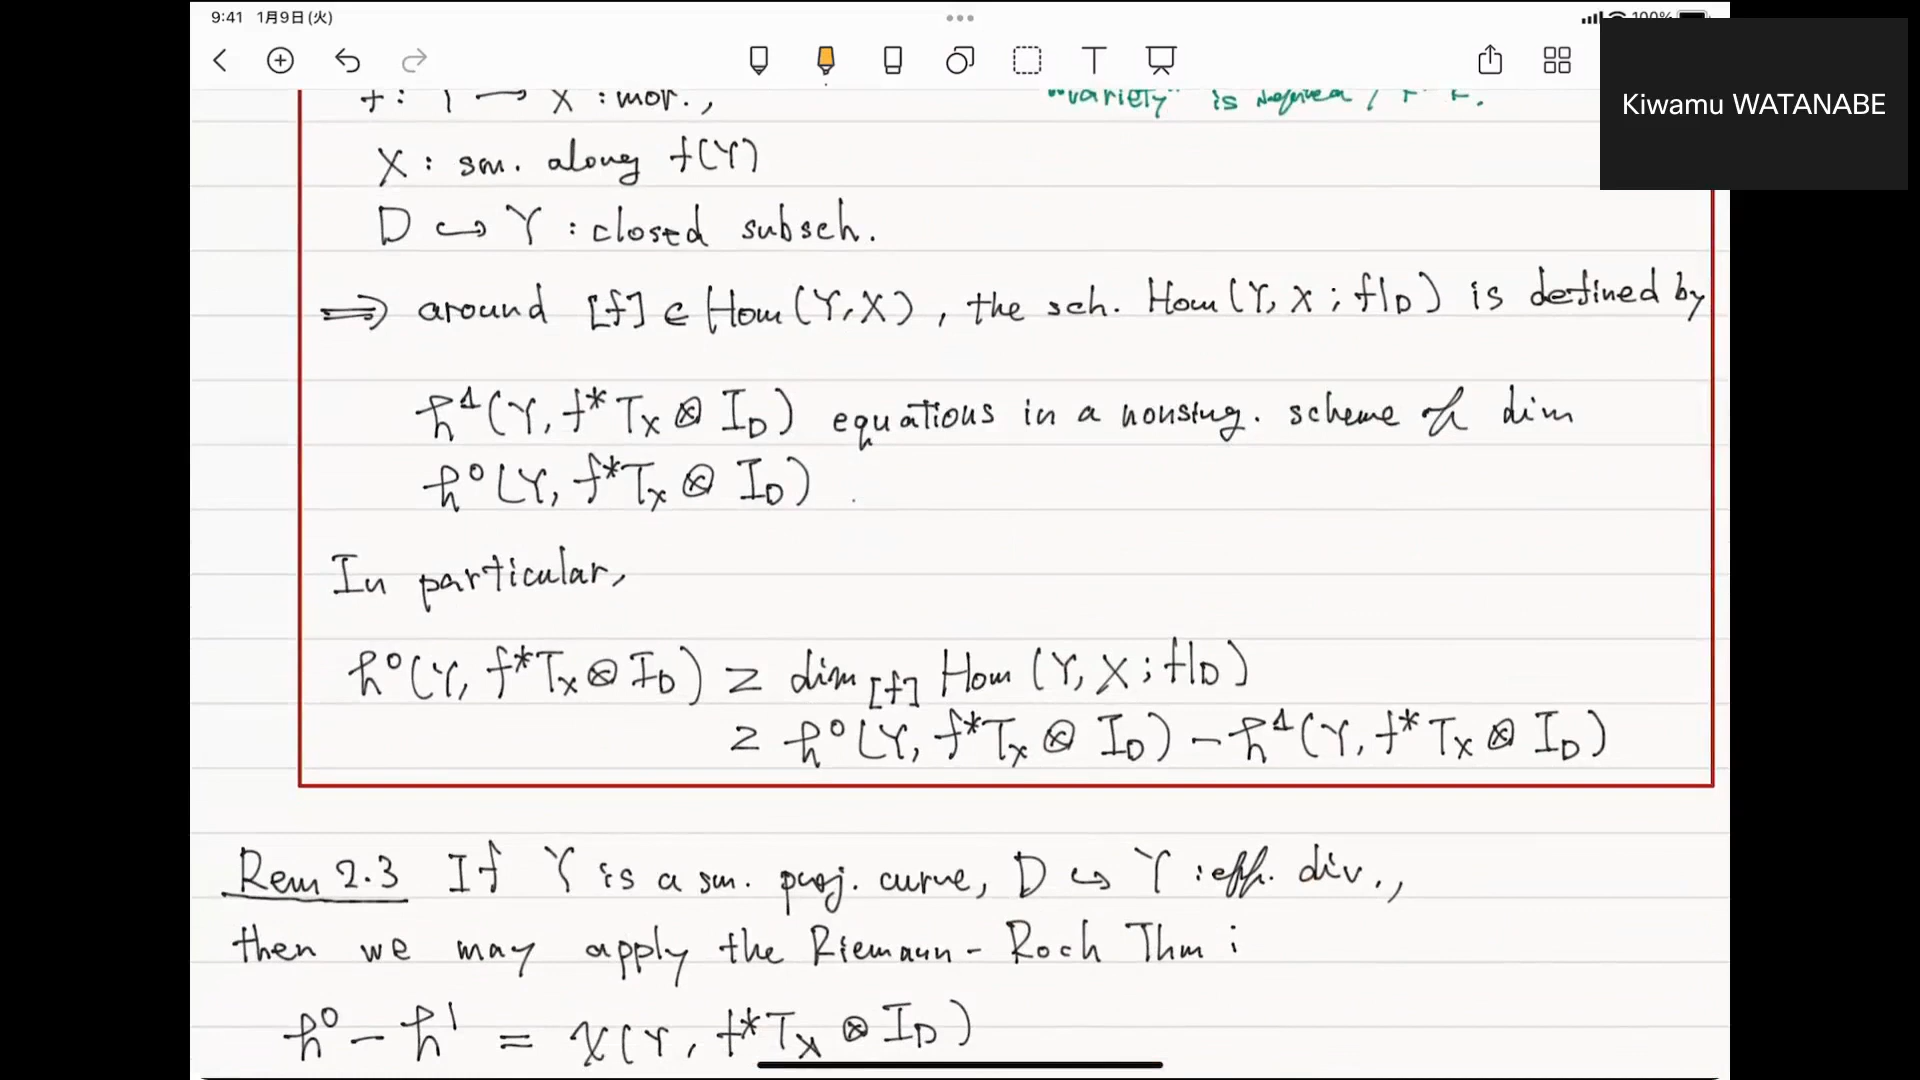 9:41 1月9日(火)
100%
Kiwamu WATANABE
f: Y → X : mor.,
"variety" is
X : sm. along f(Y)
D ↪ Y : closed subsch.
⟹ around [f] ∈ Hom(Y,X), the sch. Hom(Y, X ; f|D) is defined by
h¹(Y, f*T_X ⊗ I_D) equations in a nonsing. scheme of dim
h⁰(Y, f*T_X ⊗ I_D) .
In particular,
h⁰(Y, f*T_X ⊗ I_D) ≥ dim_[f] Hom (Y, X ; f|D)
≥ h⁰(Y, f*T_X ⊗ I_D) - h¹(Y, f*T_X ⊗ I_D)
Rem 2.3 If Y is a sm. proj. curve, D ↪ Y : eff. div.,
then we may apply the Riemann-Roch Thm :
h⁰ - h¹ = χ(Y, f*T_X ⊗ I_D)